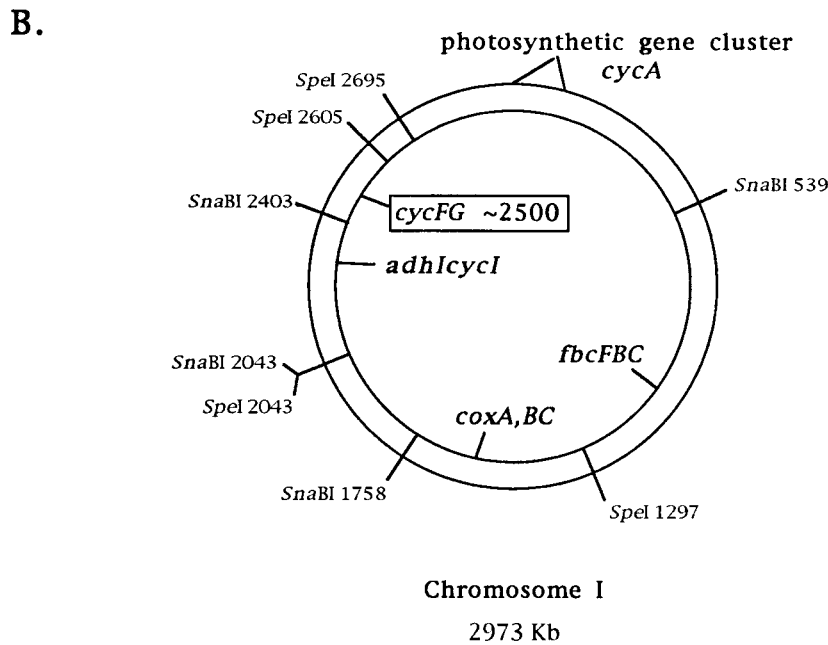 B.
photosynthetic gene cluster
cycA
SpeI 2695
SpeI 2605
SnaBI 539
SnaBI 2403
cycFG ~2500
adhIcycI
fbcFBC
SnaBI 2043
SpeI 2043
coxA,BC
SnaBI 1758
SpeI 1297
Chromosome I
2973 Kb